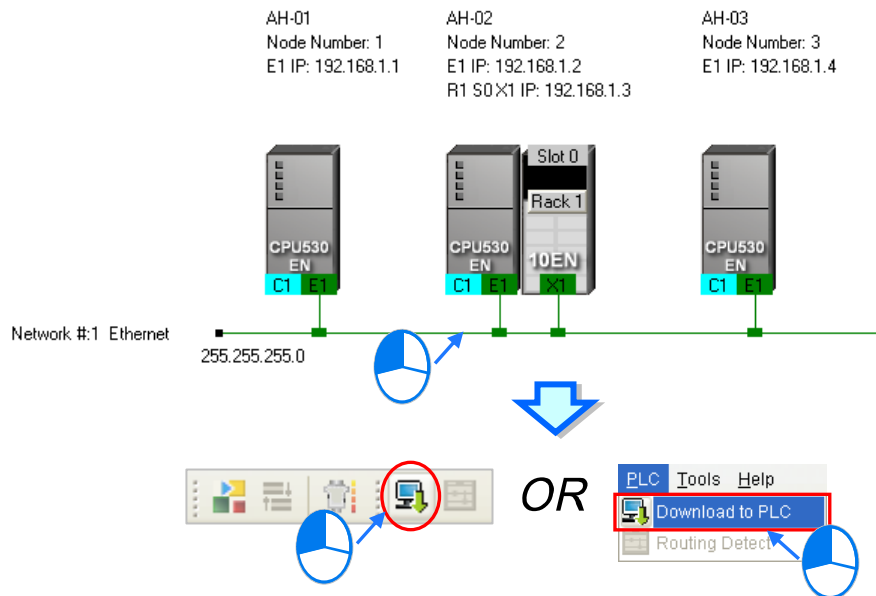 AH-01
Node Number: 1
E1 IP: 192.168.1.1
AH-02
Node Number: 2
E1 IP: 192.168.1.2
R1 S0 X1 IP: 192.168.1.3
AH-03
Node Number: 3
E1 IP: 192.168.1.4
CPU530
EN
C1 E1
CPU530
EN
C1 E1
Slot 0
Rack 1
10EN
X1
CPU530
EN
C1 E1
Network #:1 Ethernet
255.255.255.0
OR
PLC Tools Help
Download to PLC
Routing Detect